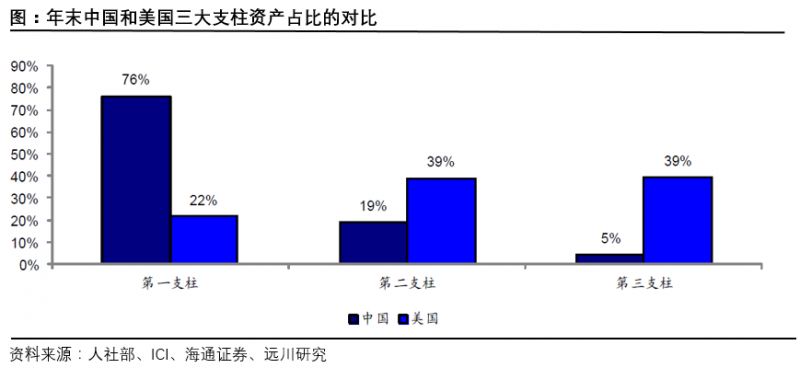 图：年末中国和美国三大支柱资产占比的对比
90%
80%
70%
60%
50%
40%
30%
20%
10%
0%
76%
22%
19%
39%
5%
39%
第一支柱
第二支柱
第三支柱
中国 美国
资料来源：人社部、ICI、海通证券、远川研究